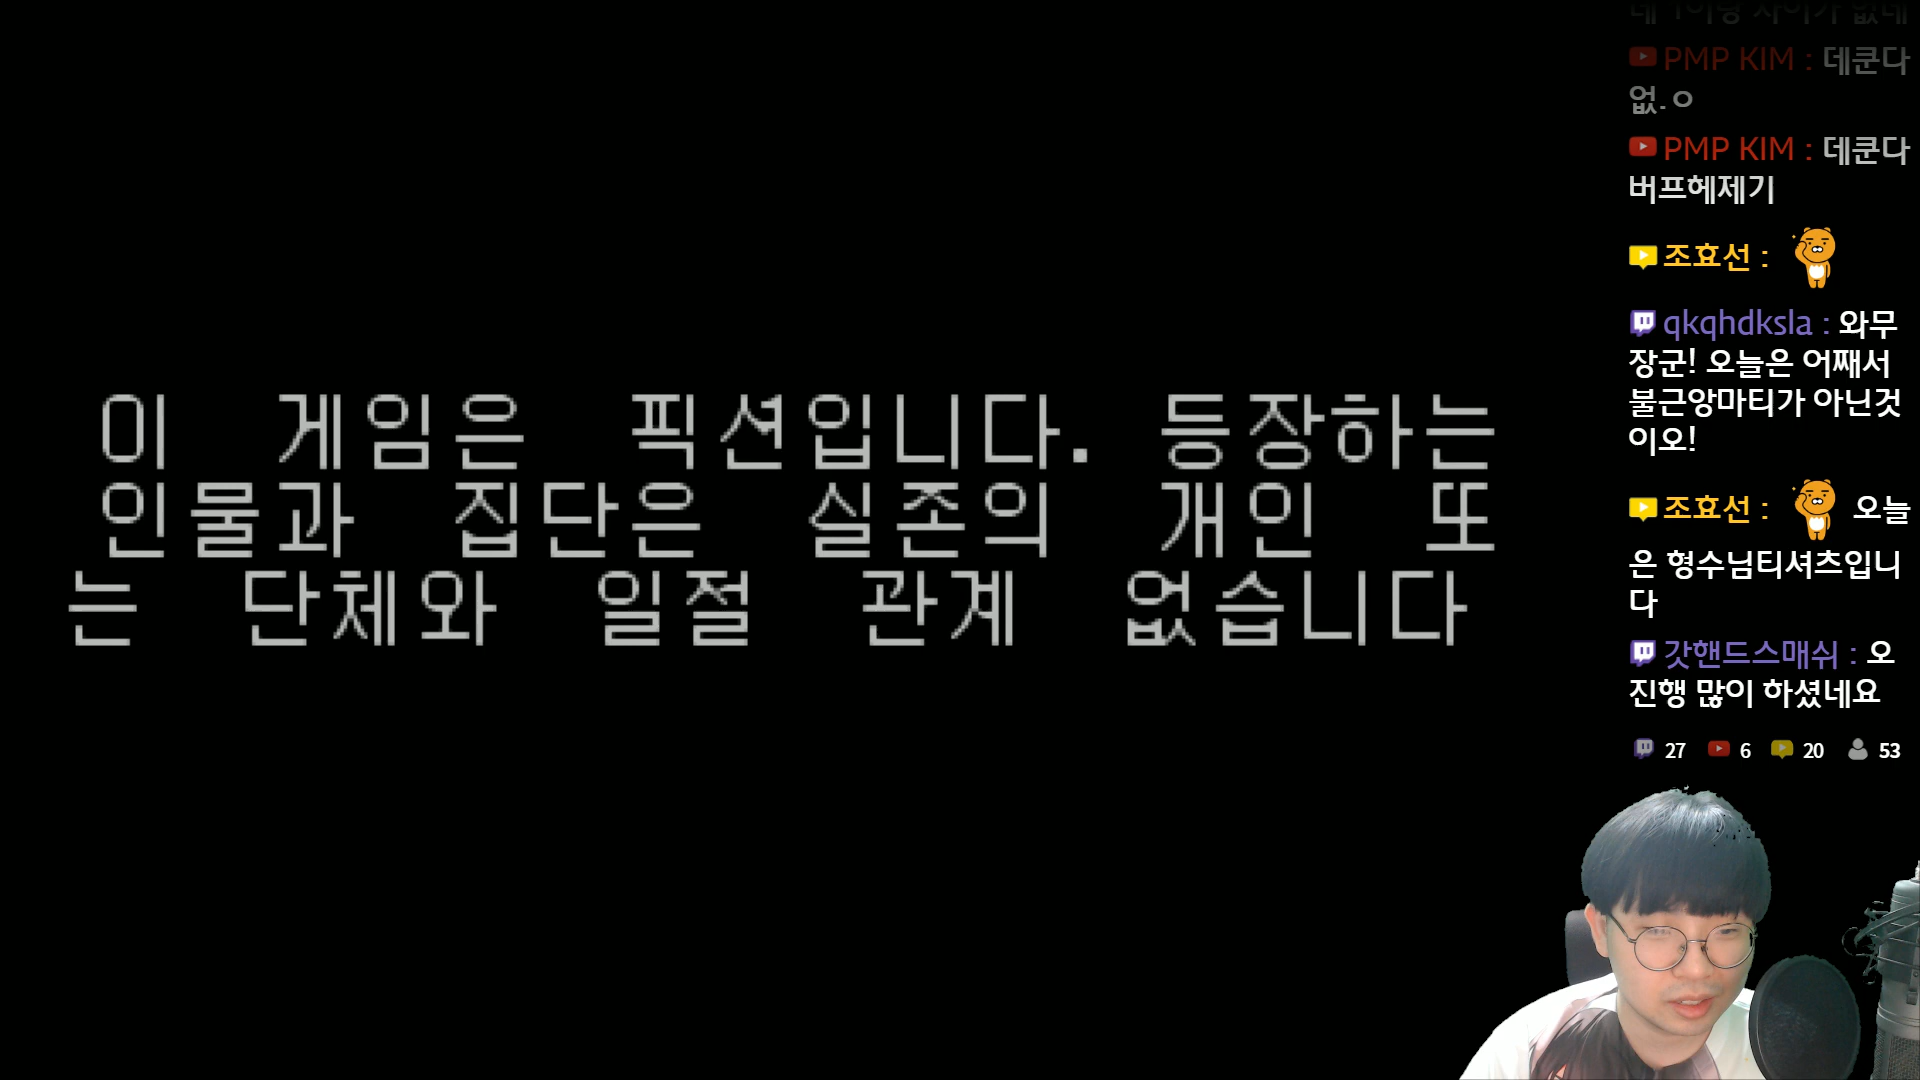 이 게임은 픽션입니다. 등장하는
인물과 집단은 실존의 개인 또
는 단체와 일절 관계 없습니다
PMP KIM : 데쿤다
없.ㅇ
PMP KIM : 데쿤다
버프헤제기
조효선 :
qkqhdksla : 와무
장군! 오늘은 어째서
불근앙마티가 아닌것
이오!
조효선 : 오늘
은 형수님티셔츠입니
다
갓핸드스매쉬 : 오
진행 많이 하셨네요
27 6 20 53